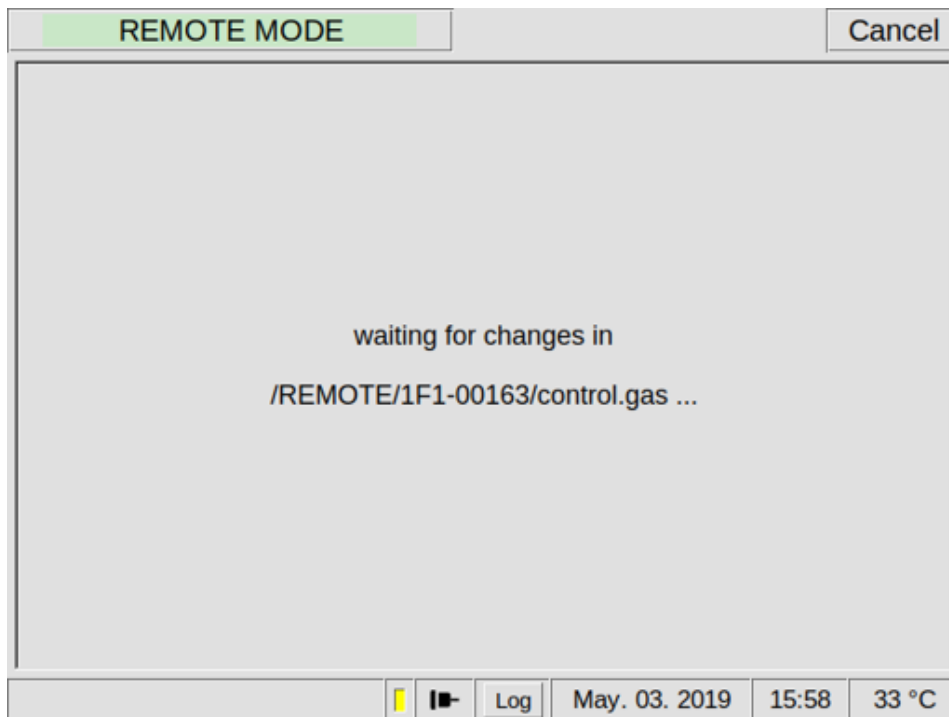 REMOTE MODE Cancel
waiting for changes in
/REMOTE/1F1-00163/control.gas ...
Log May. 03. 2019 15:58 33 °C